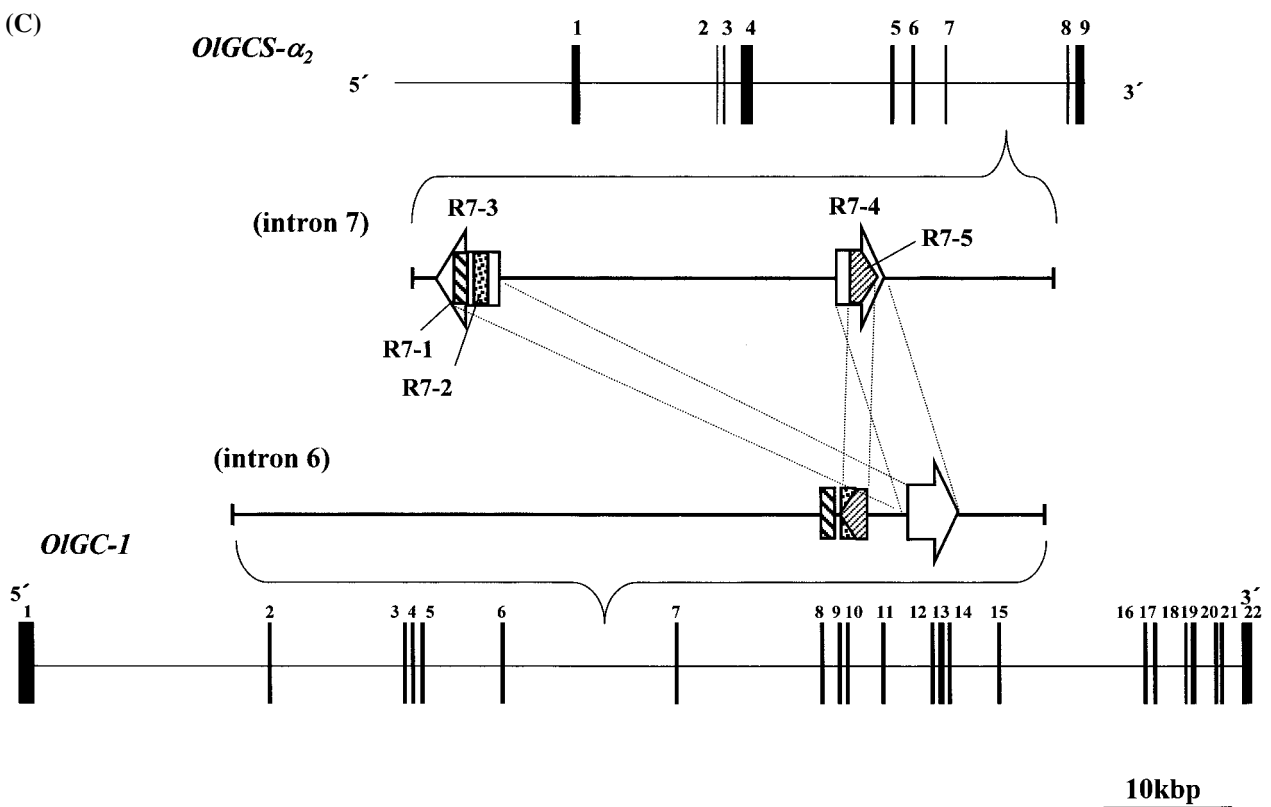 (C)
OlGCS-α₂
1 2 3 4 5 6 7 8 9
5´ 3´
(intron 7)
R7-3 R7-4
R7-5
R7-1
R7-2
(intron 6)
OlGC-1
5´ 3´
1 2 3 4 5 6 7 8 9 10 11 12 13 14 15 16 17 18 19 20 21 22
10kbp